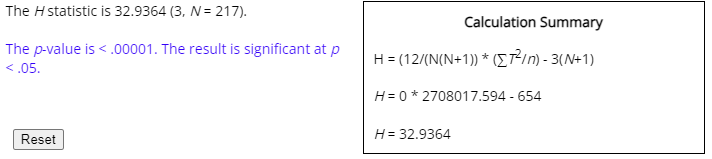 The H statistic is 32.9364 (3, N = 217).
The p-value is < .00001. The result is significant at p
< .05.
Reset
Calculation Summary
H = (12/(N(N+1)) * (∑T²/n) - 3(N+1)
H = 0 * 2708017.594 - 654
H = 32.9364